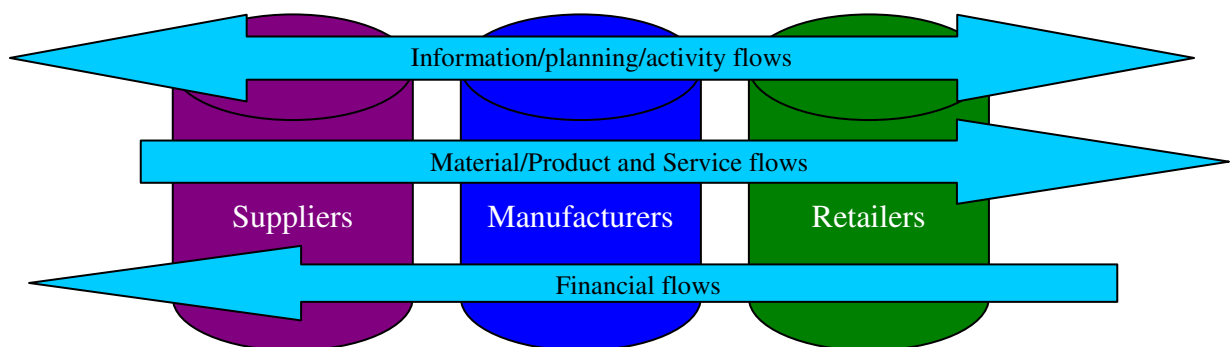 Information/planning/activity flows
Material/Product and Service flows
Suppliers
Manufacturers
Retailers
Financial flows